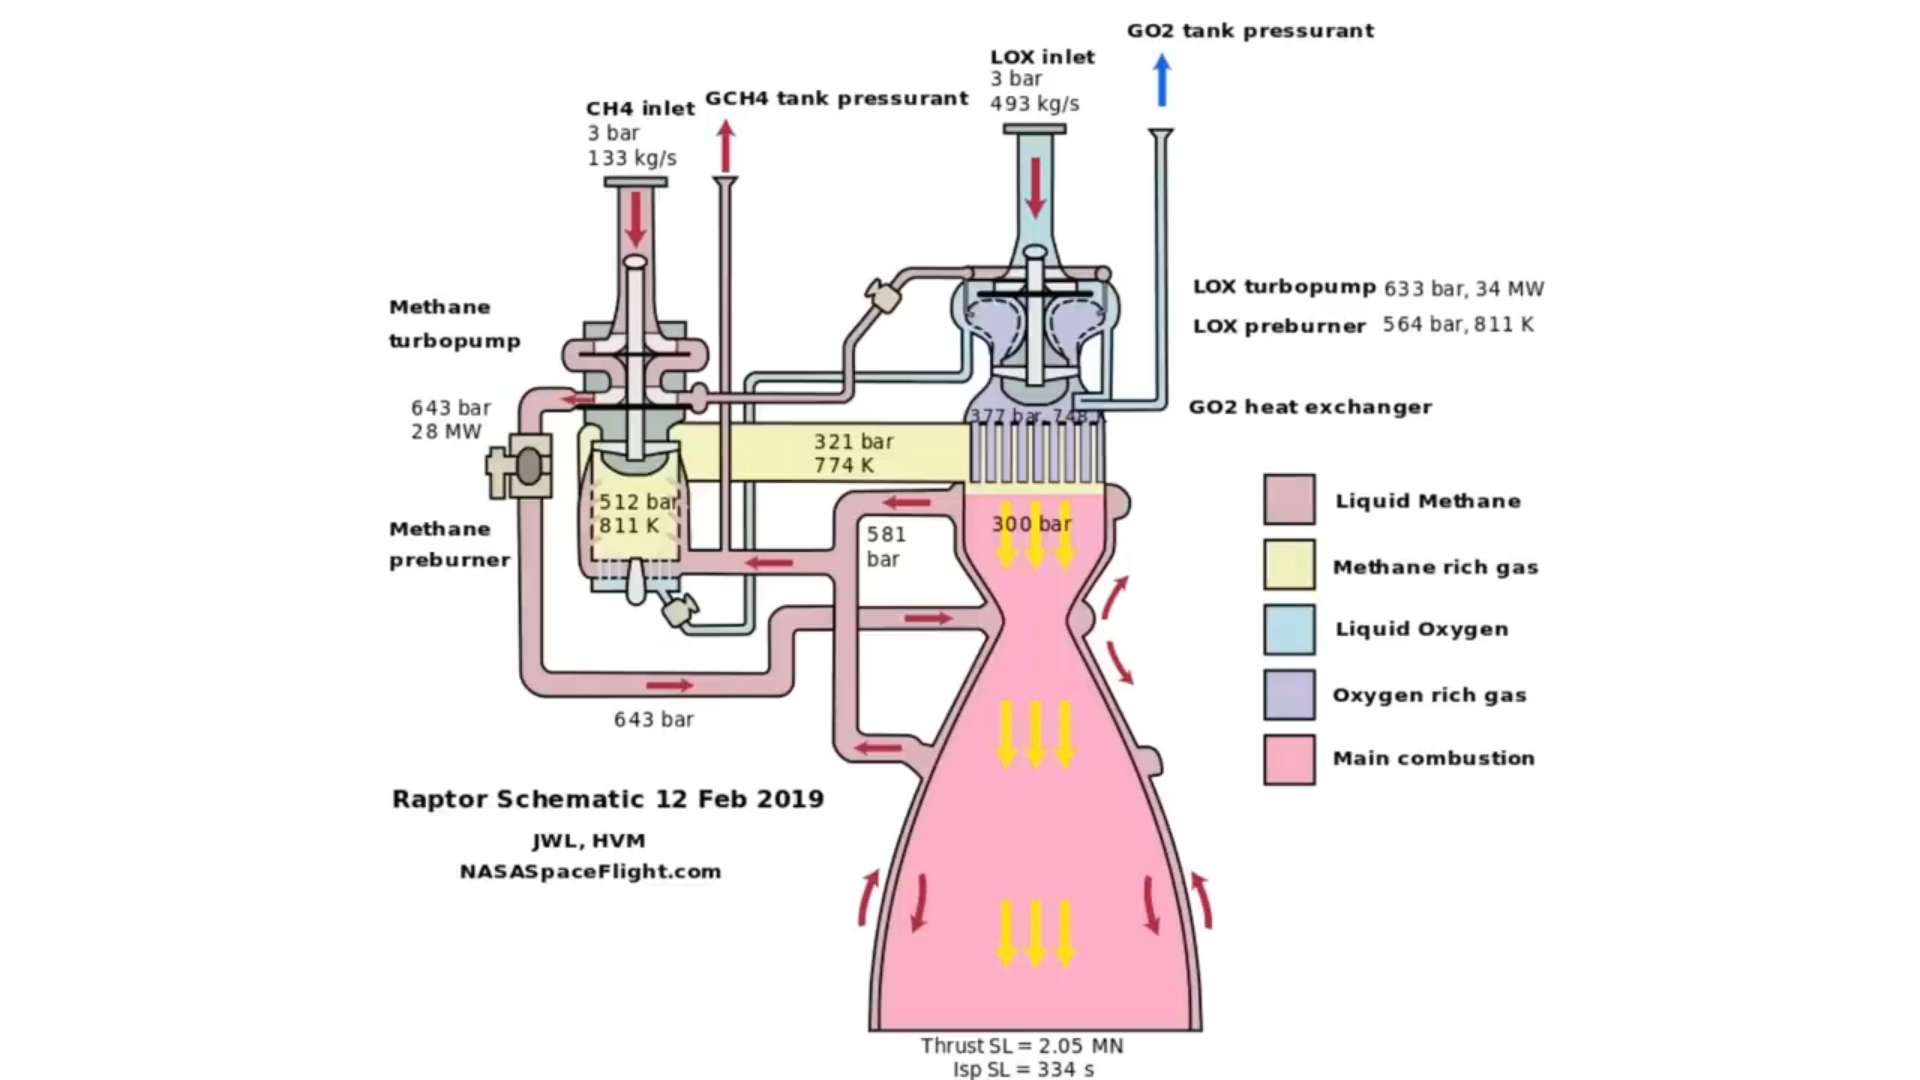 GO2 tank pressurant
LOX inlet
3 bar
493 kg/s
GCH4 tank pressurant
CH4 inlet
3 bar
133 kg/s
LOX turbopump 633 bar, 34 MW
LOX preburner 564 bar, 811 K
Methane
turbopump
643 bar
28 MW
GO2 heat exchanger
377 bar, 748
321 bar
774 K
512 bar
811 K
300 bar
581
bar
Methane
preburner
643 bar
Liquid Methane
Methane rich gas
Liquid Oxygen
Oxygen rich gas
Main combustion
Raptor Schematic 12 Feb 2019
JWL, HVM
NASASpaceFlight.com
Thrust SL = 2.05 MN
Isp SL = 334 s